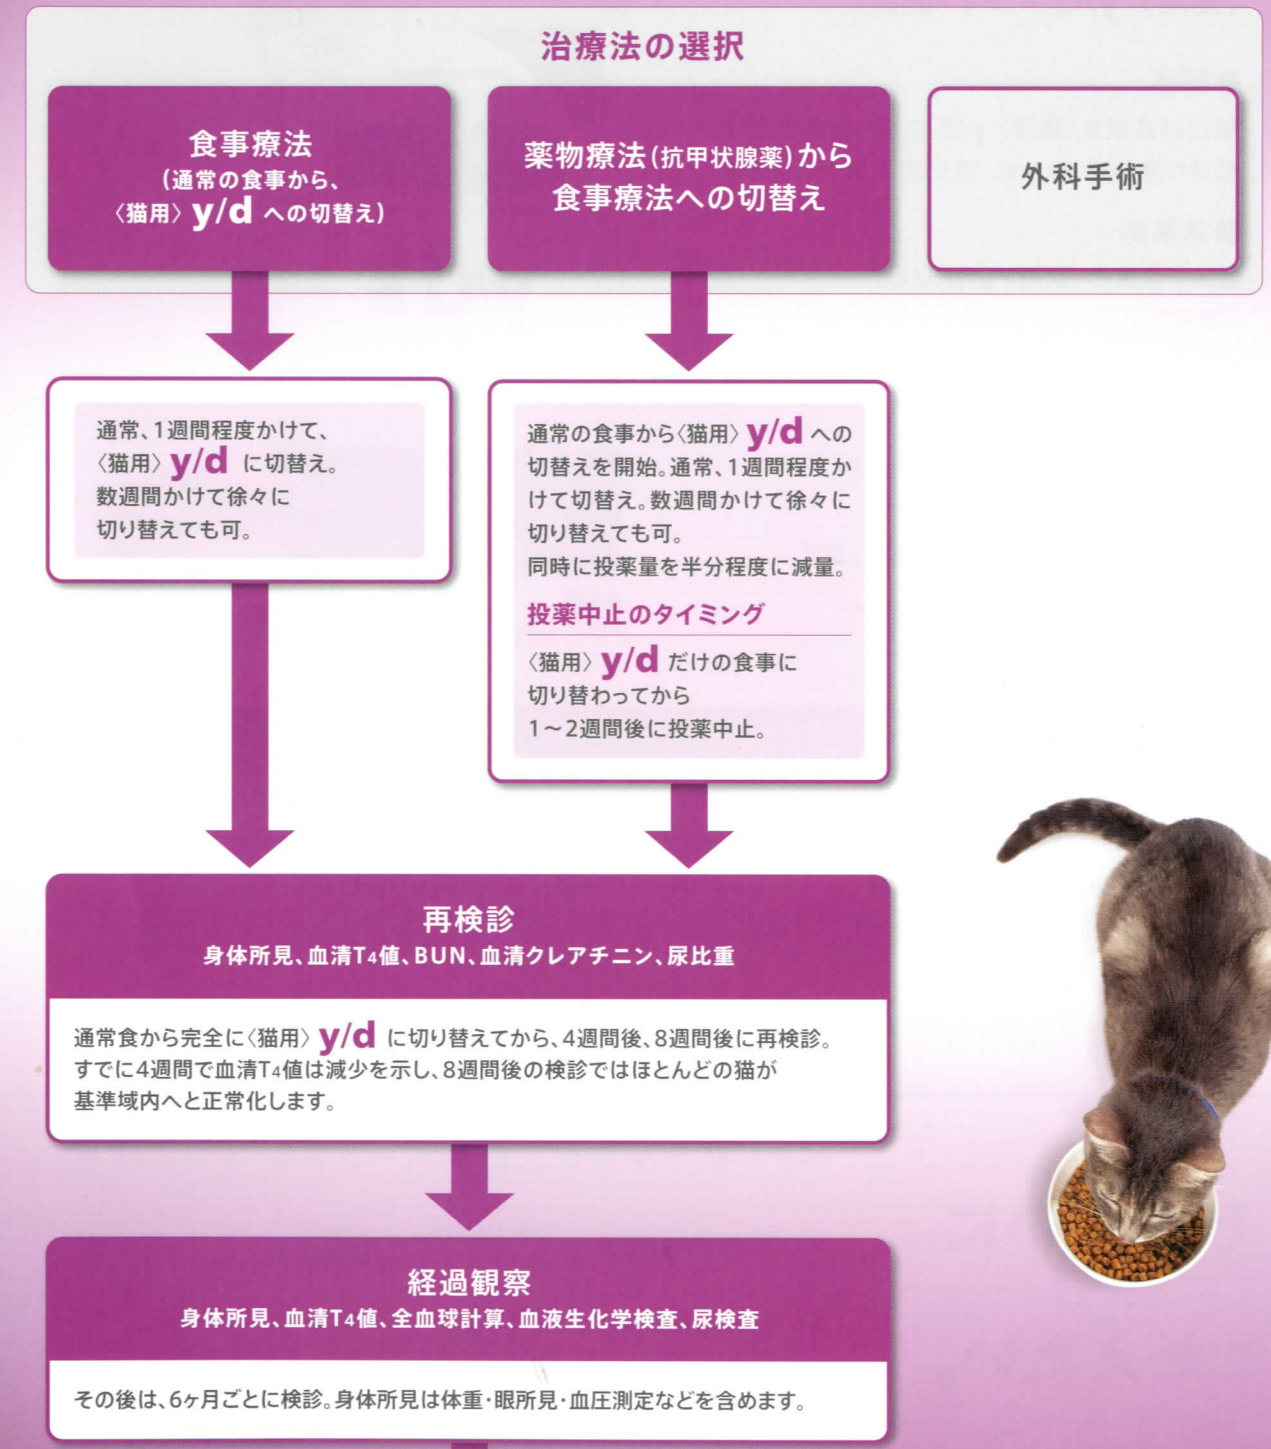 治療法の選択
食事療法
(通常の食事から、
〈猫用〉y/d への切替え)
薬物療法(抗甲状腺薬)から
食事療法への切替え
外科手術
通常、1週間程度かけて、
〈猫用〉y/d に切替え。
数週間かけて徐々に
切り替えても可。
通常の食事から〈猫用〉y/d への
切替えを開始。通常、1週間程度か
けて切替え。数週間かけて徐々に
切り替えても可。
同時に投薬量を半分程度に減量。
投薬中止のタイミング
〈猫用〉y/d だけの食事に
切り替わってから
1〜2週間後に投薬中止。
再検診
身体所見、血清T4値、BUN、血清クレアチニン、尿比重
通常食から完全に〈猫用〉y/d に切り替えてから、4週間後、8週間後に再検診。
すでに4週間で血清T4値は減少を示し、8週間後の検診ではほとんどの猫が
基準域内へと正常化します。
経過観察
身体所見、血清T4値、全血球計算、血液生化学検査、尿検査
その後は、6ヶ月ごとに検診。身体所見は体重・眼所見・血圧測定などを含めます。